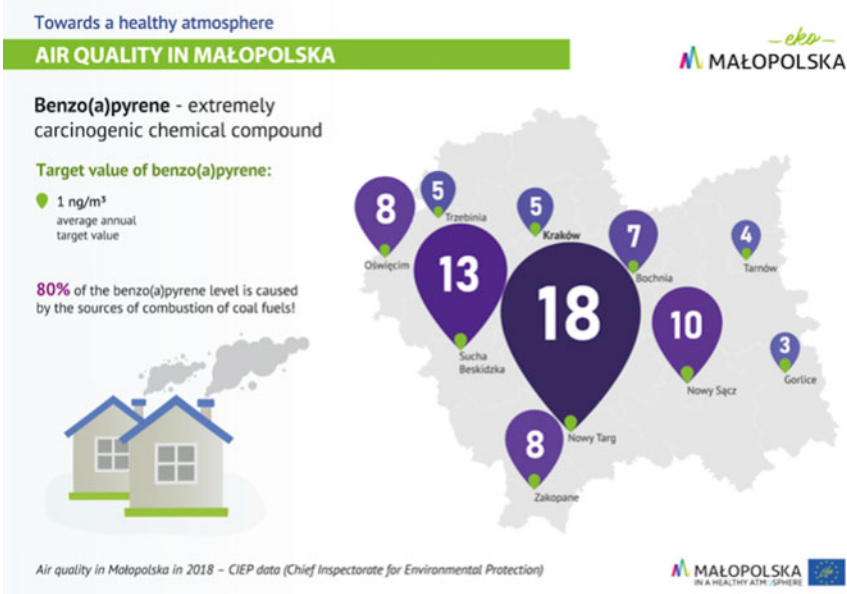 Towards a healthy atmosphere
AIR QUALITY IN MAŁOPOLSKA
eko
MAŁOPOLSKA
Benzo(a)pyrene - extremely
carcinogenic chemical compound
Target value of benzo(a)pyrene:
1 ng/m³
average annual
target value
80% of the benzo(a)pyrene level is caused
by the sources of combustion of coal fuels!
8
Oświęcim
5
Trzebinia
5
Kraków
7
Bochnia
4
Tarnów
13
Sucha
Beskidzka
18
Nowy Targ
10
Nowy Sącz
3
Gorlice
8
Zakopane
Air quality in Małopolska in 2018 – CIEP data (Chief Inspectorate for Environmental Protection)
MAŁOPOLSKA
IN A HEALTHY ATMOSPHERE